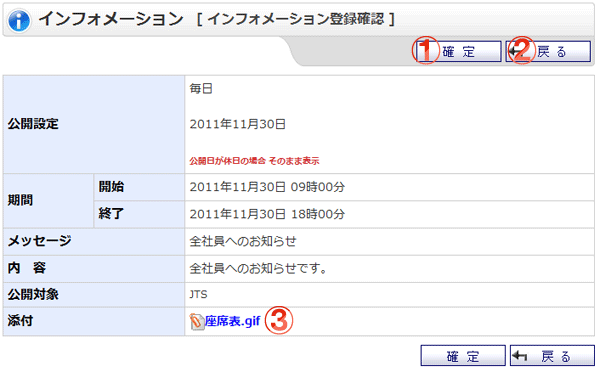 インフォメーション [ インフォメーション登録確認 ]
① 確 定 ② 戻 る
公開設定
毎日
2011年11月30日
公開日が休日の場合 そのまま表示
期間
開始 2011年11月30日 09時00分
終了 2011年11月30日 18時00分
メッセージ 全社員へのお知らせ
内 容 全社員へのお知らせです。
公開対象 JTS
添付 座席表.gif ③
確 定 戻 る